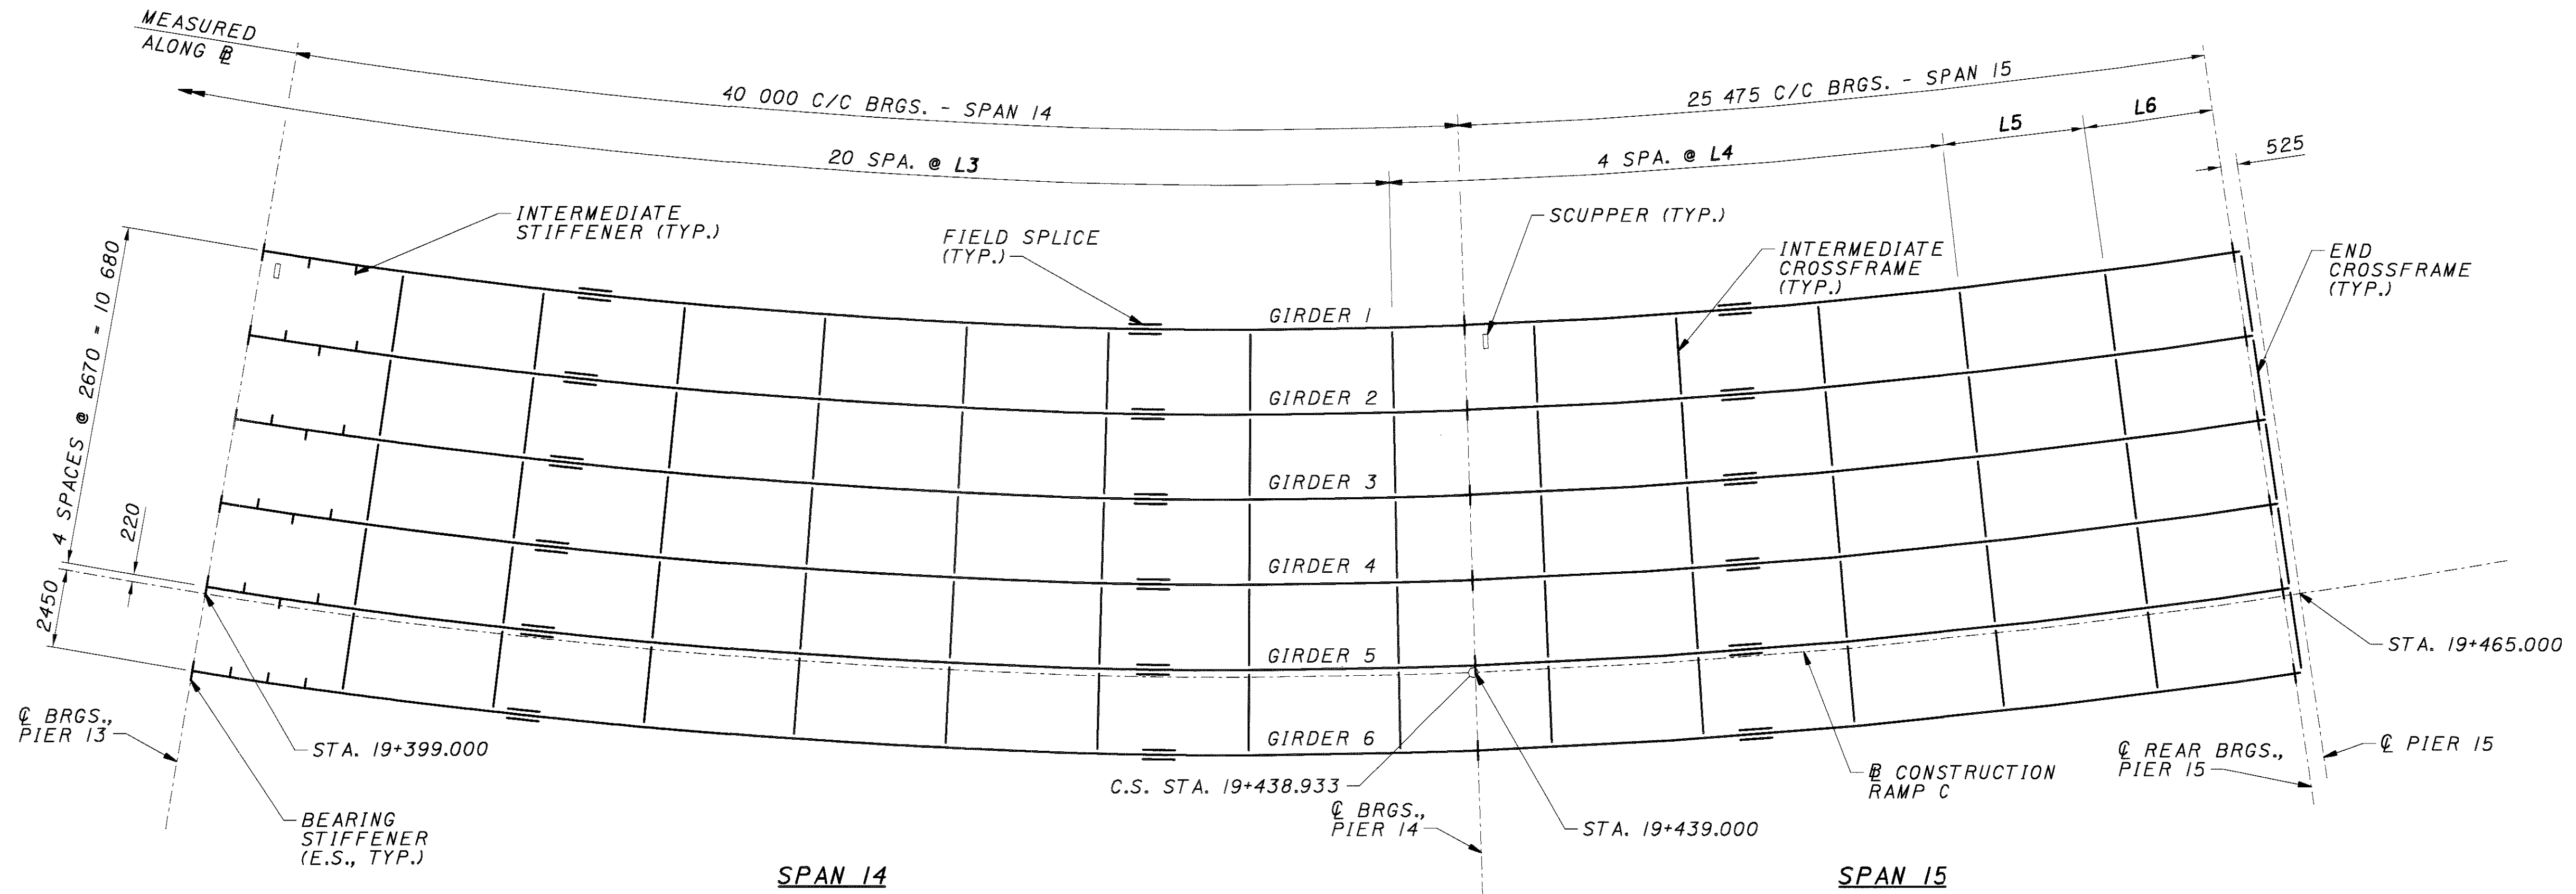 MEASURED
ALONG ⅊
40 000 C/C BRGS. - SPAN 14
25 475 C/C BRGS. - SPAN 15
L5
L6
525
20 SPA. @ L3
4 SPA. @ L4
INTERMEDIATE
STIFFENER (TYP.)
FIELD SPLICE
(TYP.)
SCUPPER (TYP.)
INTERMEDIATE
CROSSFRAME
(TYP.)
END
CROSSFRAME
(TYP.)
4 SPACES @ 2670 = 10 680
220
2450
GIRDER 1
GIRDER 2
GIRDER 3
GIRDER 4
GIRDER 5
GIRDER 6
STA. 19+465.000
℄ BRGS.,
PIER 13
STA. 19+399.000
C.S. STA. 19+438.933
℄ BRGS.,
PIER 14
STA. 19+439.000
BL CONSTRUCTION
RAMP C
℄ REAR BRGS.,
PIER 15
℄ PIER 15
BEARING
STIFFENER
(E.S., TYP.)
SPAN 14
SPAN 15